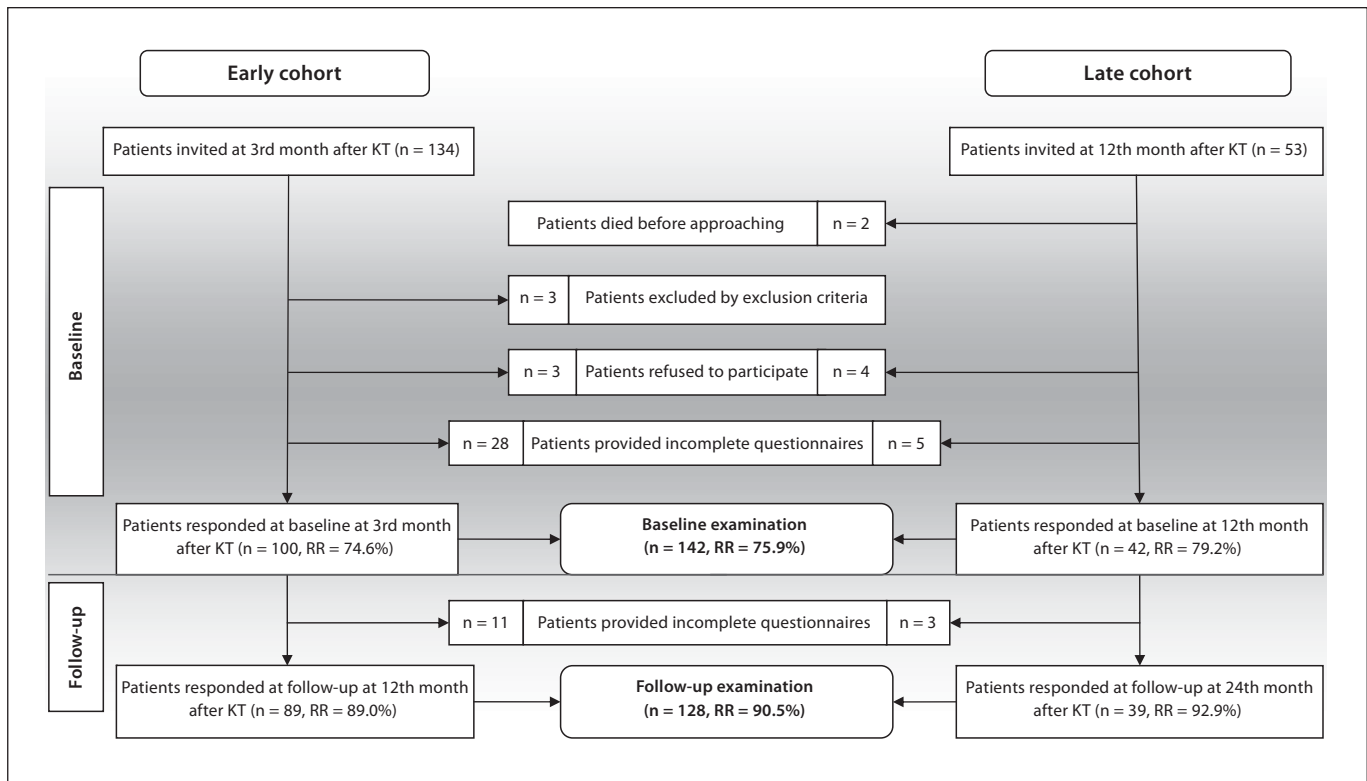 Early cohort
Late cohort
Patients invited at 3rd month after KT (n = 134)
Patients invited at 12th month after KT (n = 53)
Baseline
Patients died before approaching
n = 2
n = 3
Patients excluded by exclusion criteria
n = 3
Patients refused to participate
n = 4
n = 28
Patients provided incomplete questionnaires
n = 5
Patients responded at baseline at 3rd month
after KT (n = 100, RR = 74.6%)
Baseline examination
(n = 142, RR = 75.9%)
Patients responded at baseline at 12th month
after KT (n = 42, RR = 79.2%)
Follow-up
n = 11
Patients provided incomplete questionnaires
n = 3
Patients responded at follow-up at 12th month
after KT (n = 89, RR = 89.0%)
Follow-up examination
(n = 128, RR = 90.5%)
Patients responded at follow-up at 24th month
after KT (n = 39, RR = 92.9%)